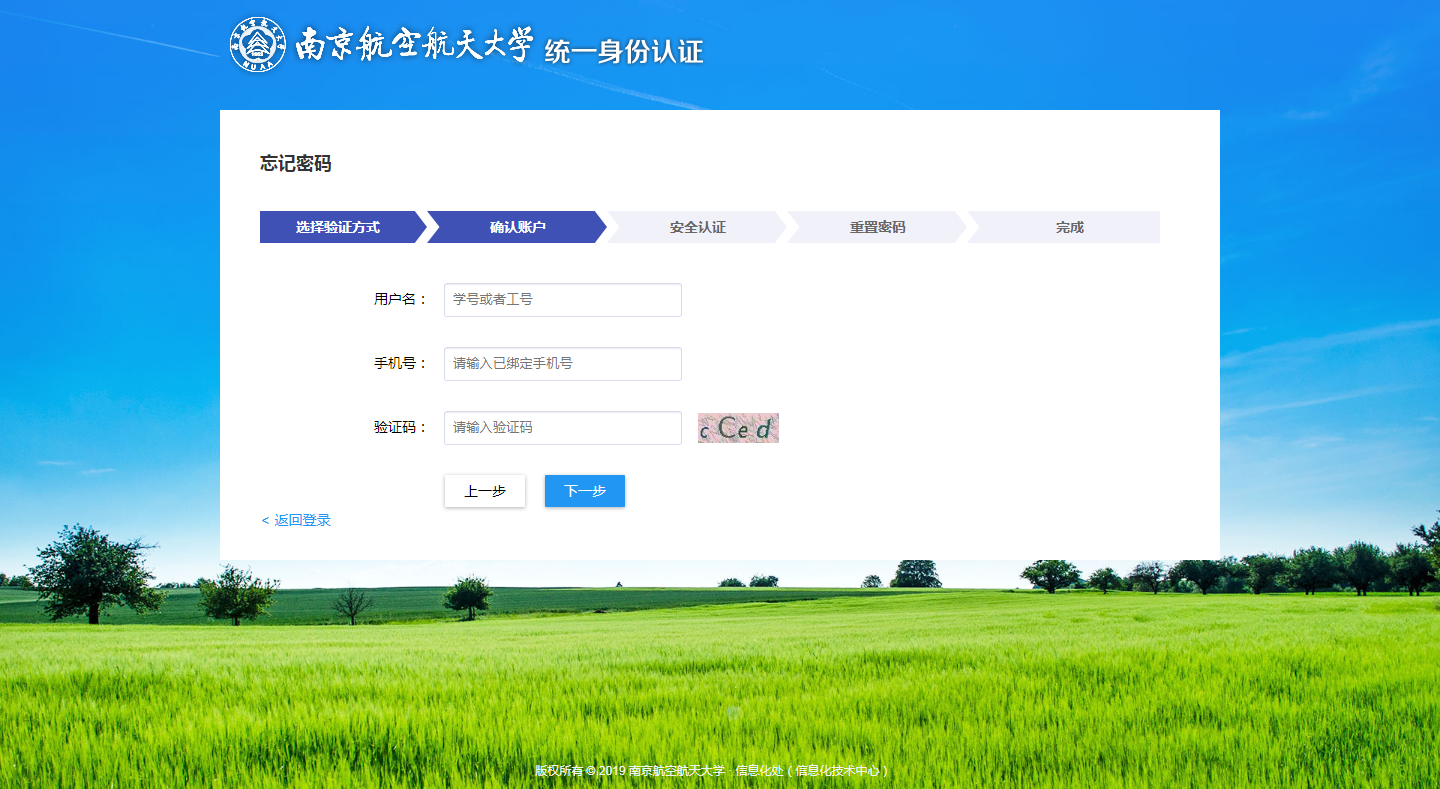 南京航空航天大学 统一身份认证
NUAA
忘记密码
选择验证方式 确认账户 安全认证 重置密码 完成
用户名： 学号或者工号
手机号： 请输入已绑定手机号
验证码： 请输入验证码 cCed
上一步 下一步
< 返回登录
版权所有 © 2019 南京航空航天大学 · 信息化处（信息化技术中心）